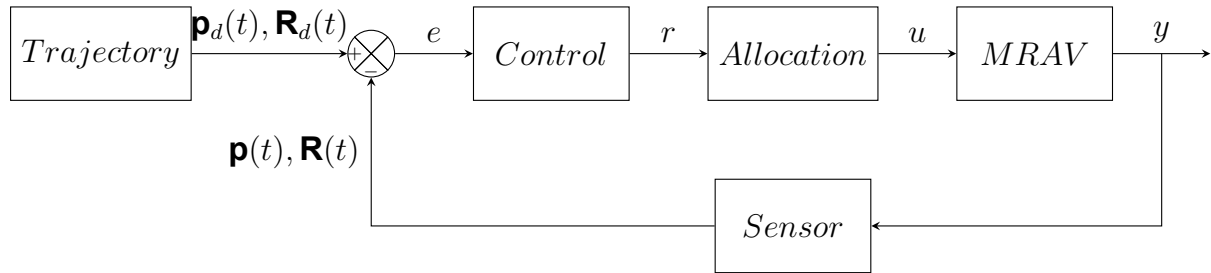 p_d(t), R_d(t)
Trajectory
+
−
e
Control
r
Allocation
u
MRAV
y
p(t), R(t)
Sensor